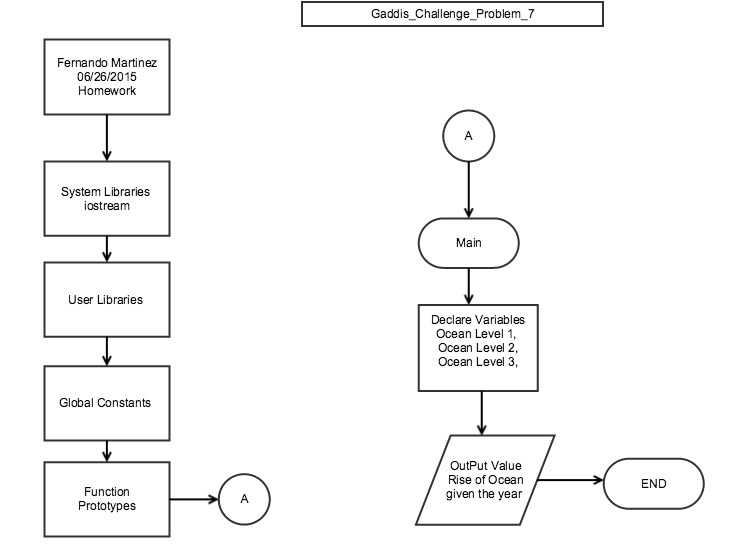 Gaddis_Challenge_Problem_7
Fernando Martinez
06/26/2015
Homework
System Libraries
iostream
User Libraries
Global Constants
Function
Prototypes
A
A
Main
Declare Variables
Ocean Level 1,
Ocean Level 2,
Ocean Level 3,
OutPut Value
Rise of Ocean
given the year
END